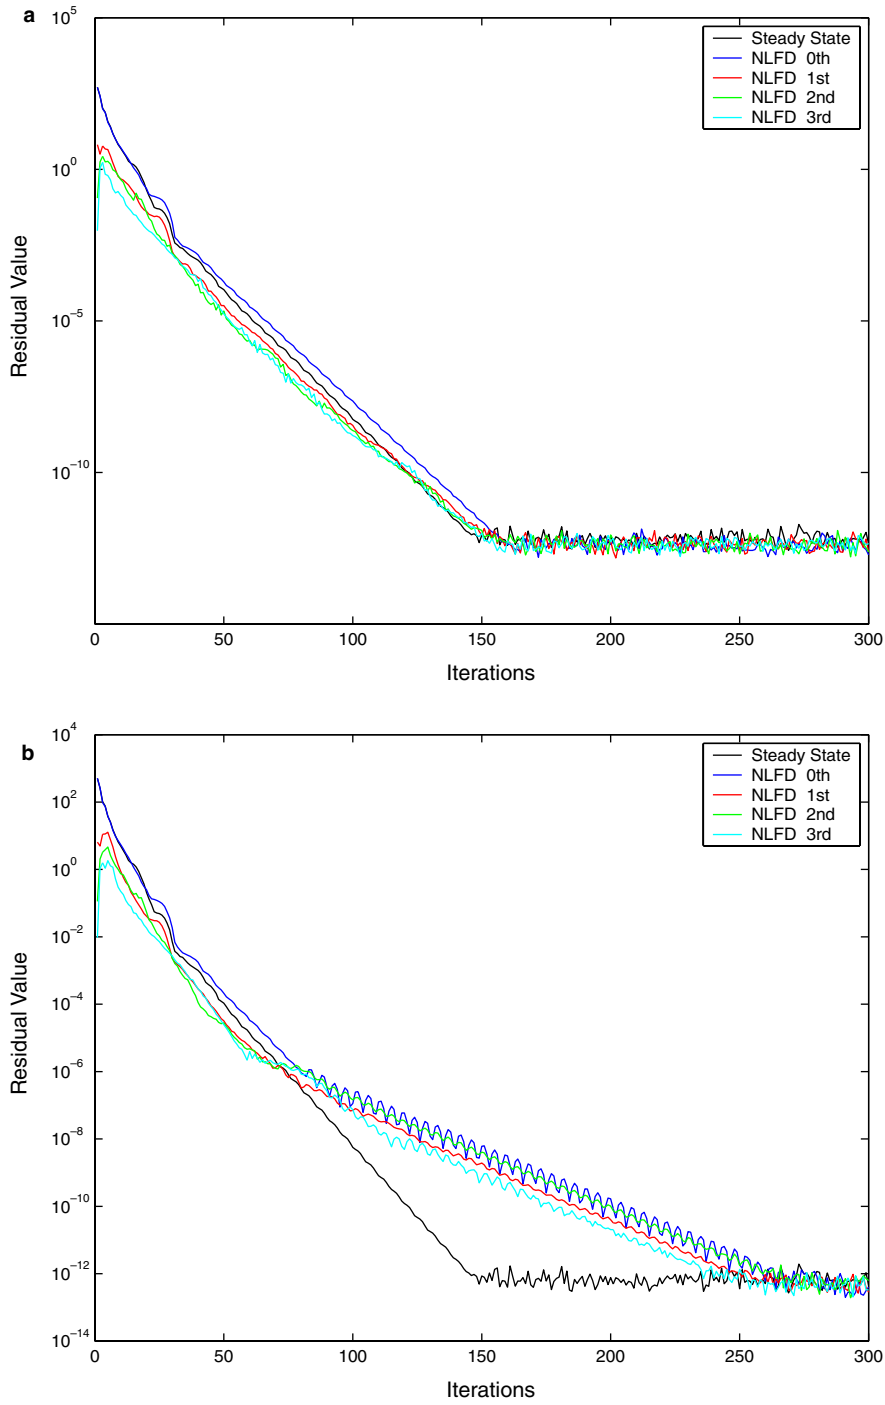 a
10^5
10^0
10^−5
10^−10
Residual Value
Steady State
NLFD 0th
NLFD 1st
NLFD 2nd
NLFD 3rd
0 50 100 150 200 250 300
Iterations
b
10^4
10^2
10^0
10^−2
10^−4
10^−6
10^−8
10^−10
10^−12
10^−14
Residual Value
Steady State
NLFD 0th
NLFD 1st
NLFD 2nd
NLFD 3rd
0 50 100 150 200 250 300
Iterations